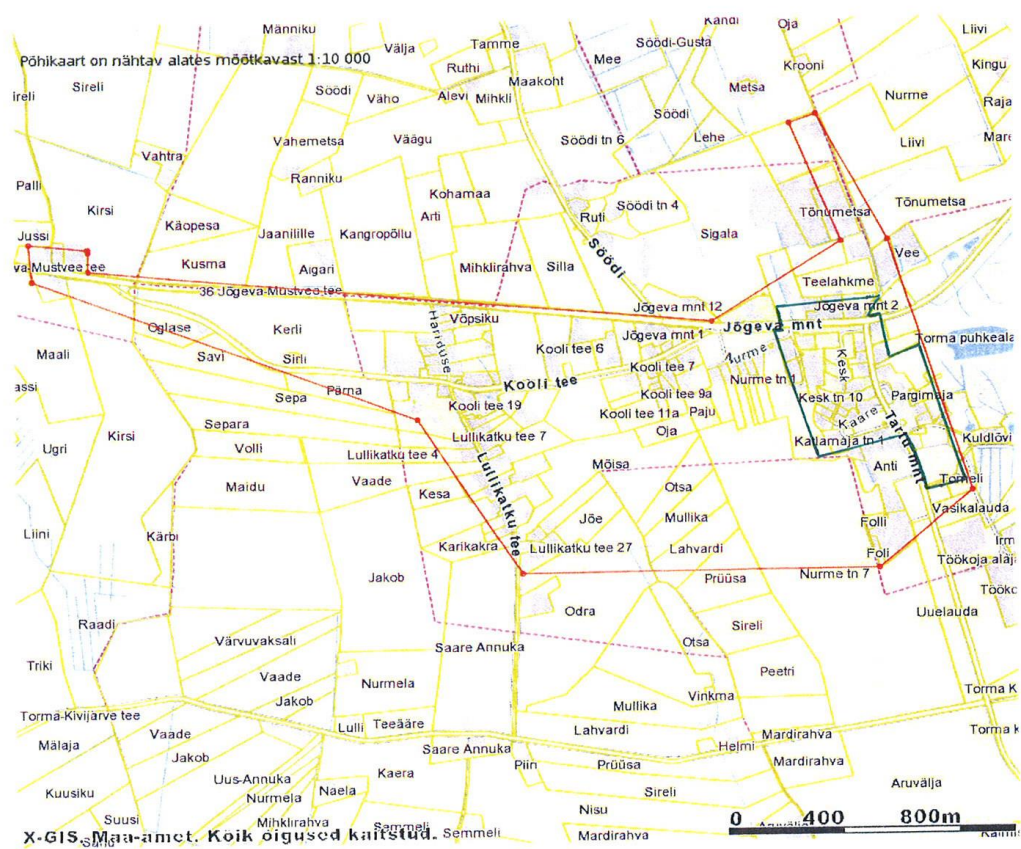 Männiku
Kandi
Oja
Liivi
Põhikaart on nähtav alates mõõtkavast 1:10 000
Välja
Tamme
Söödi-Gusta
Mee
Krooni
Kingu
Ruthi
Sireli
Söödi
Väho
Alevi
Mihkli
Maakoht
Metsa
Nurme
Raja
Söödi
Vahemetsa
Väägu
Söödi tn 6
Lehe
Liivi
Vahtra
Ranniku
Palli
Kohamaa
Kirsi
Käopesa
Jaanilille
Kangropõllu
Arti
Ruti
Söödi tn 4
Tõnumetsa
Tõnumetsa
Jussi
Sigala
Vee
va-Mustvee tee
Kusma
Aigari
Mihklirahva
Silla
Söödi
Teelahkme
36 Jõgeva-Mustvee tee
Jõgeva mnt 12
Jõgeva mnt 2
Oglase
Kerli
Hariduse
Võpsiku
Jõgeva mnt 1
Jõgeva mnt
Torma puhkeala
Maali
Savi
Sirli
Kooli tee 6
Nurme
Kooli tee 7
Kesk
Kooli tee
Nurme tn 1
Pärna
Sepa
Kooli tee 9a
Kesk tn 10
Pargimaja
Kooli tee 19
Kooli tee 11a
Paju
Kaare
Separa
Oja
Tartu mnt
Kirsi
Lullikatku tee 7
Kallamaja tn 1
Kuldlõvi
Ugri
Volli
Lullikatku tee 4
Mõisa
Anti
Maidu
Vaade
Lullikatku tee
Otsa
Tomeli
Kesa
Jõe
Mullika
Vasikalauda
Liini
Kärbi
Folli
Karikakra
Lullikatku tee 27
Lahvardi
Foli
Jakob
Prüüsa
Nurme tn 7
Odra
Uuelauda
Raadi
Sireli
Värvuvaksali
Saare Annuka
Otsa
Triki
Vaade
Peetri
Nurmela
Jakob
Vinkma
Torma-Kivijärve tee
Mullika
Lulli
Teeääre
Lahvardi
Mardirahva
Mälaja
Vaade
Saare Annuka
Helmi
Jakob
Piiri
Prüüsa
Mardirahva
Kaera
Kuusiku
Uus-Annuka
Naela
Sireli
Aruvälja
Nurmela
Suusi
Mihklirahva
Nisu
Semmeli
Semmeli
Mardirahva
X-GIS. Maa-amet. Kõik õigused kaitstud.
0 400 800m